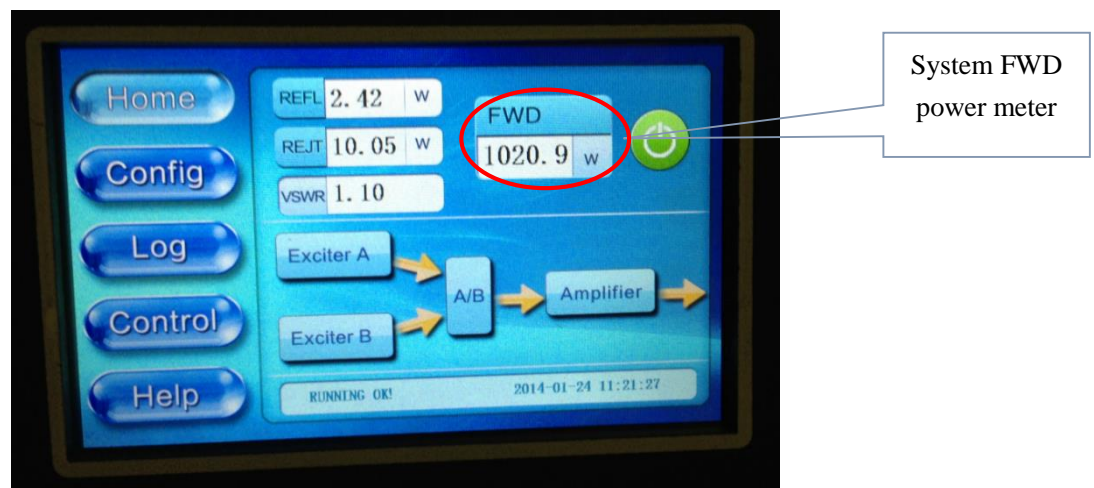 Home
Config
Log
Control
Help
REFL 2.42 W
REJT 10.05 W
VSWR 1.10
FWD
1020.9 W
Exciter A
Exciter B
A/B
Amplifier
RUNNING OK! 2014-01-24 11:21:27
System FWD
power meter